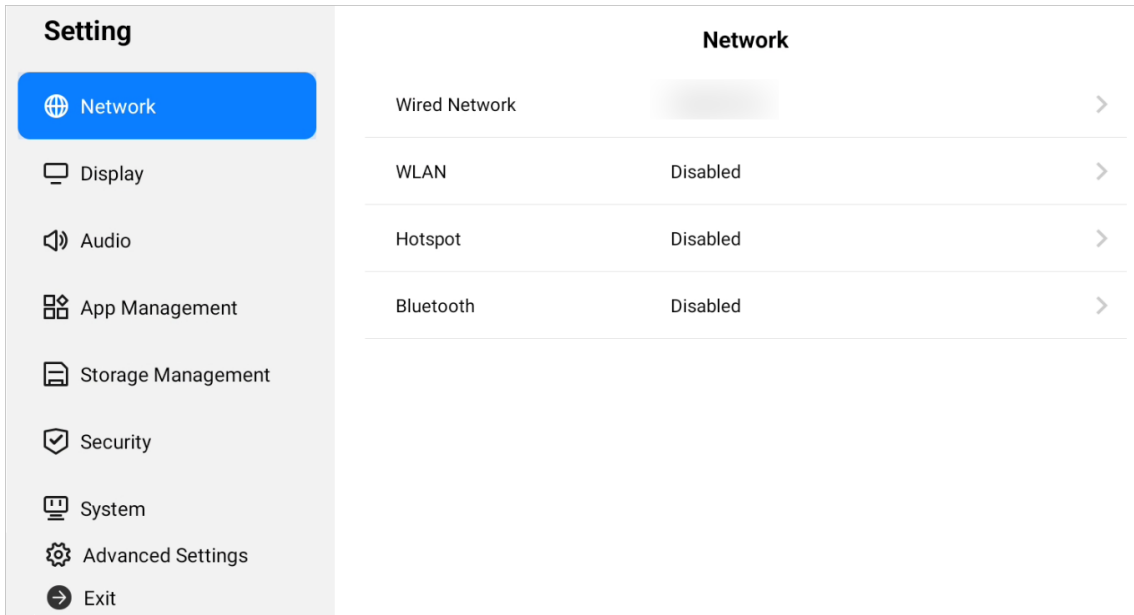 Setting
Network
Display
Audio
App Management
Storage Management
Security
System
Advanced Settings
Exit
Network
Wired Network
WLAN Disabled
Hotspot Disabled
Bluetooth Disabled